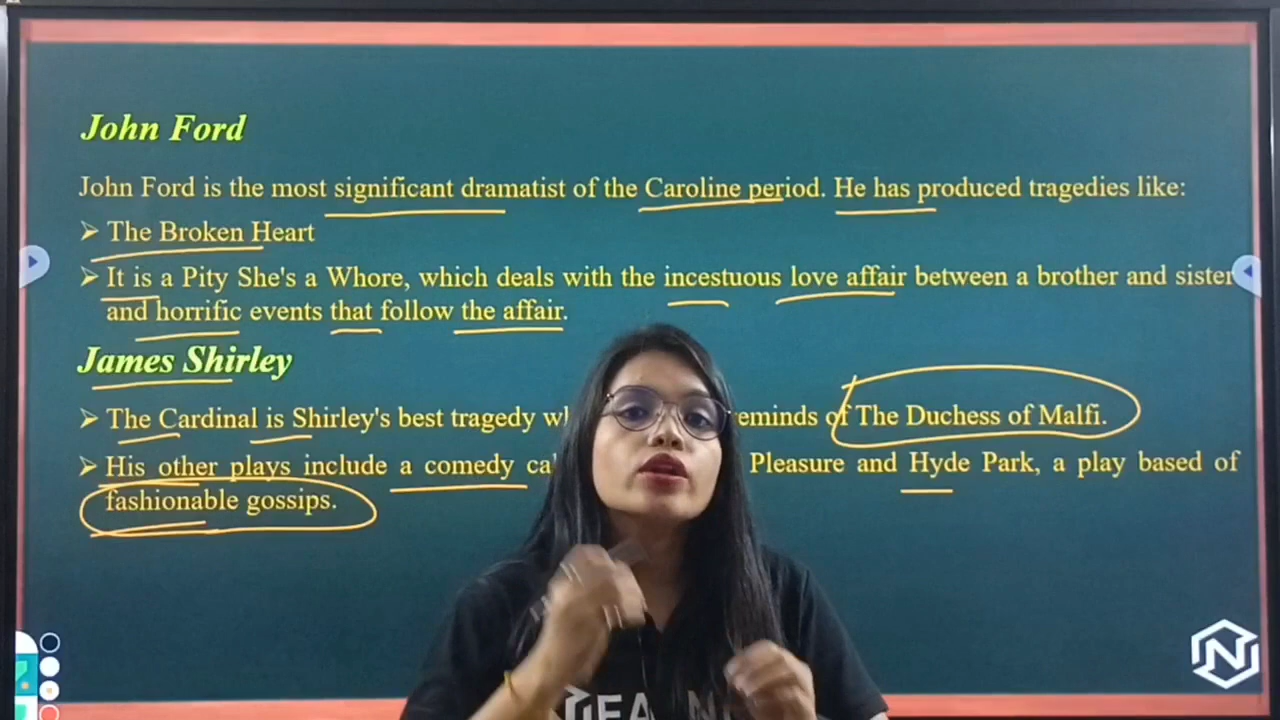 John Ford
John Ford is the most significant dramatist of the Caroline period. He has produced tragedies like:
➢ The Broken Heart
➢ It is a Pity She's a Whore, which deals with the incestuous love affair between a brother and sister
and horrific events that follow the affair.
James Shirley
➢ The Cardinal is Shirley's best tragedy of The Duchess of Malfi.
➢ His other plays include a comedy Pleasure and Hyde Park, a play based of
fashionable gossips.